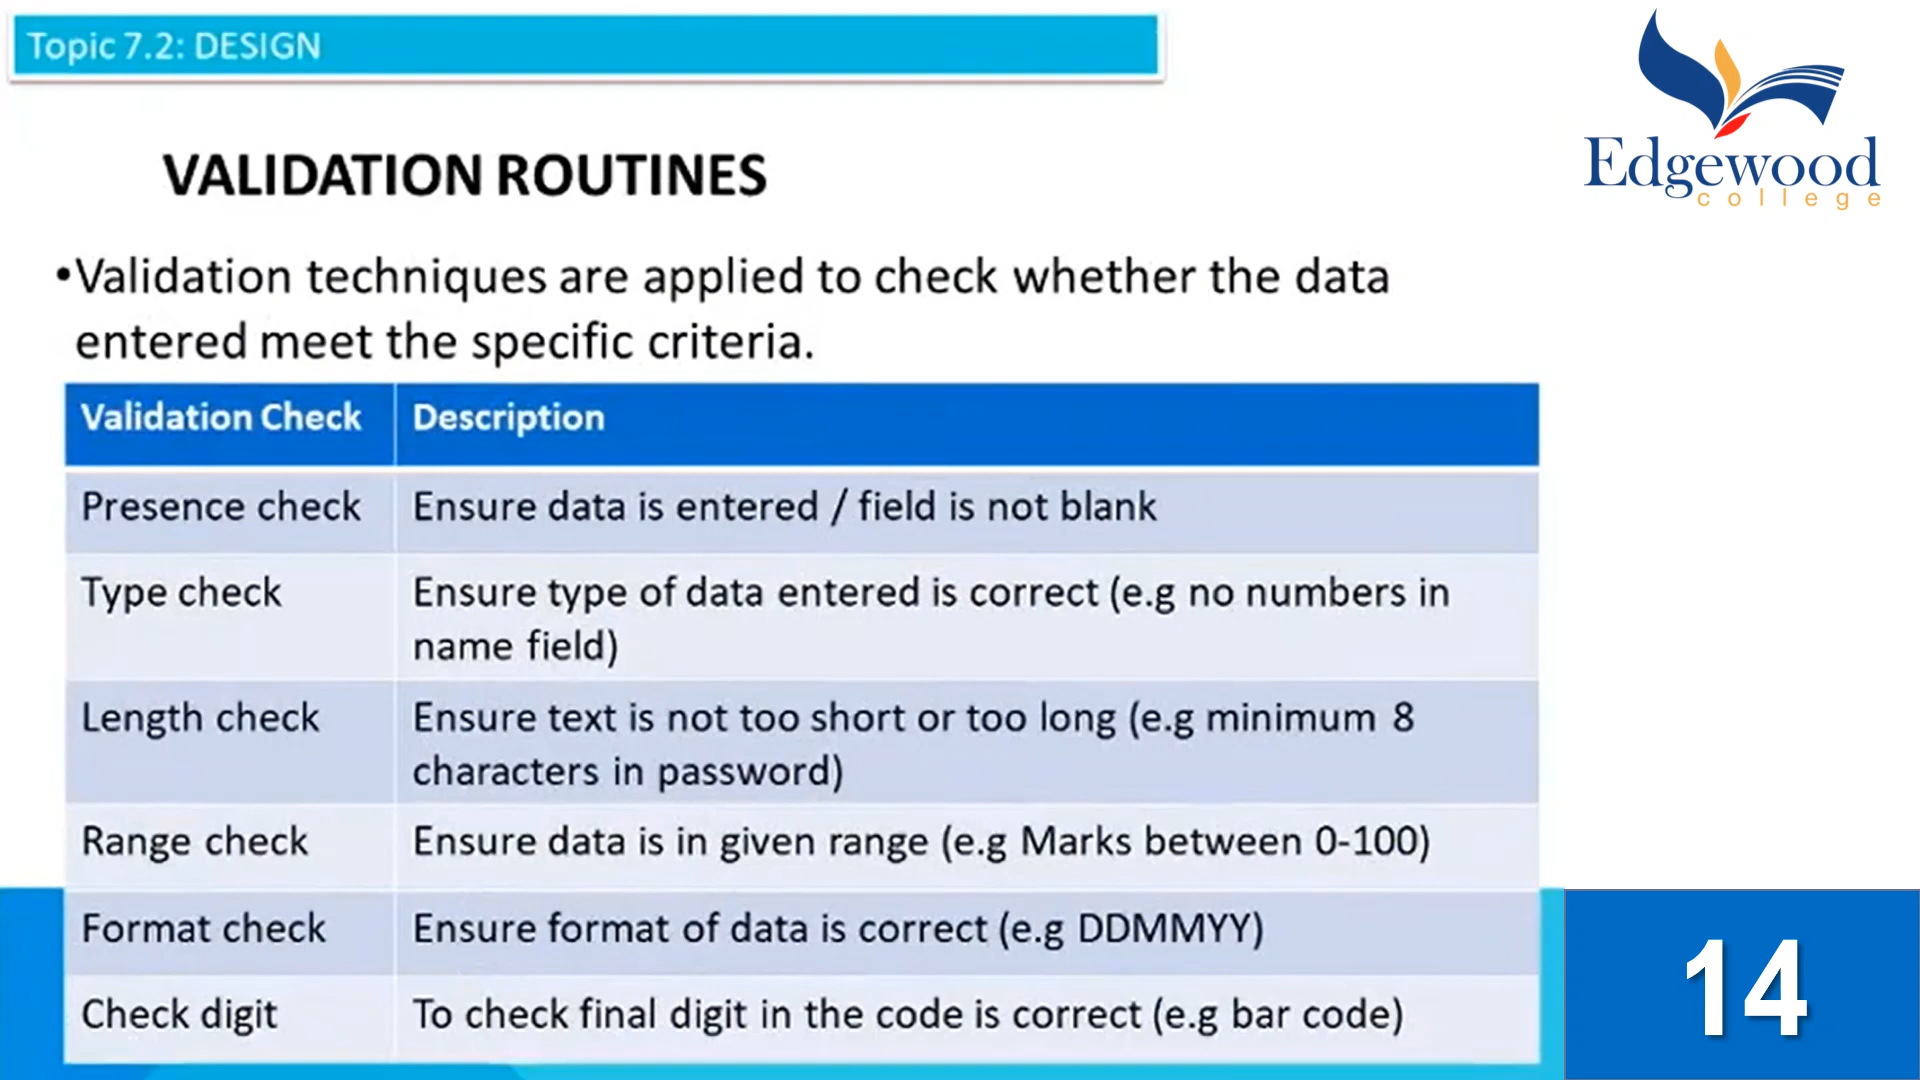 Topic 7.2: DESIGN
Edgewood
college
VALIDATION ROUTINES
•Validation techniques are applied to check whether the data
entered meet the specific criteria.
Validation Check Description
Presence check Ensure data is entered / field is not blank
Type check Ensure type of data entered is correct (e.g no numbers in
name field)
Length check Ensure text is not too short or too long (e.g minimum 8
characters in password)
Range check Ensure data is in given range (e.g Marks between 0-100)
Format check Ensure format of data is correct (e.g DDMMYY)
Check digit To check final digit in the code is correct (e.g bar code)
14